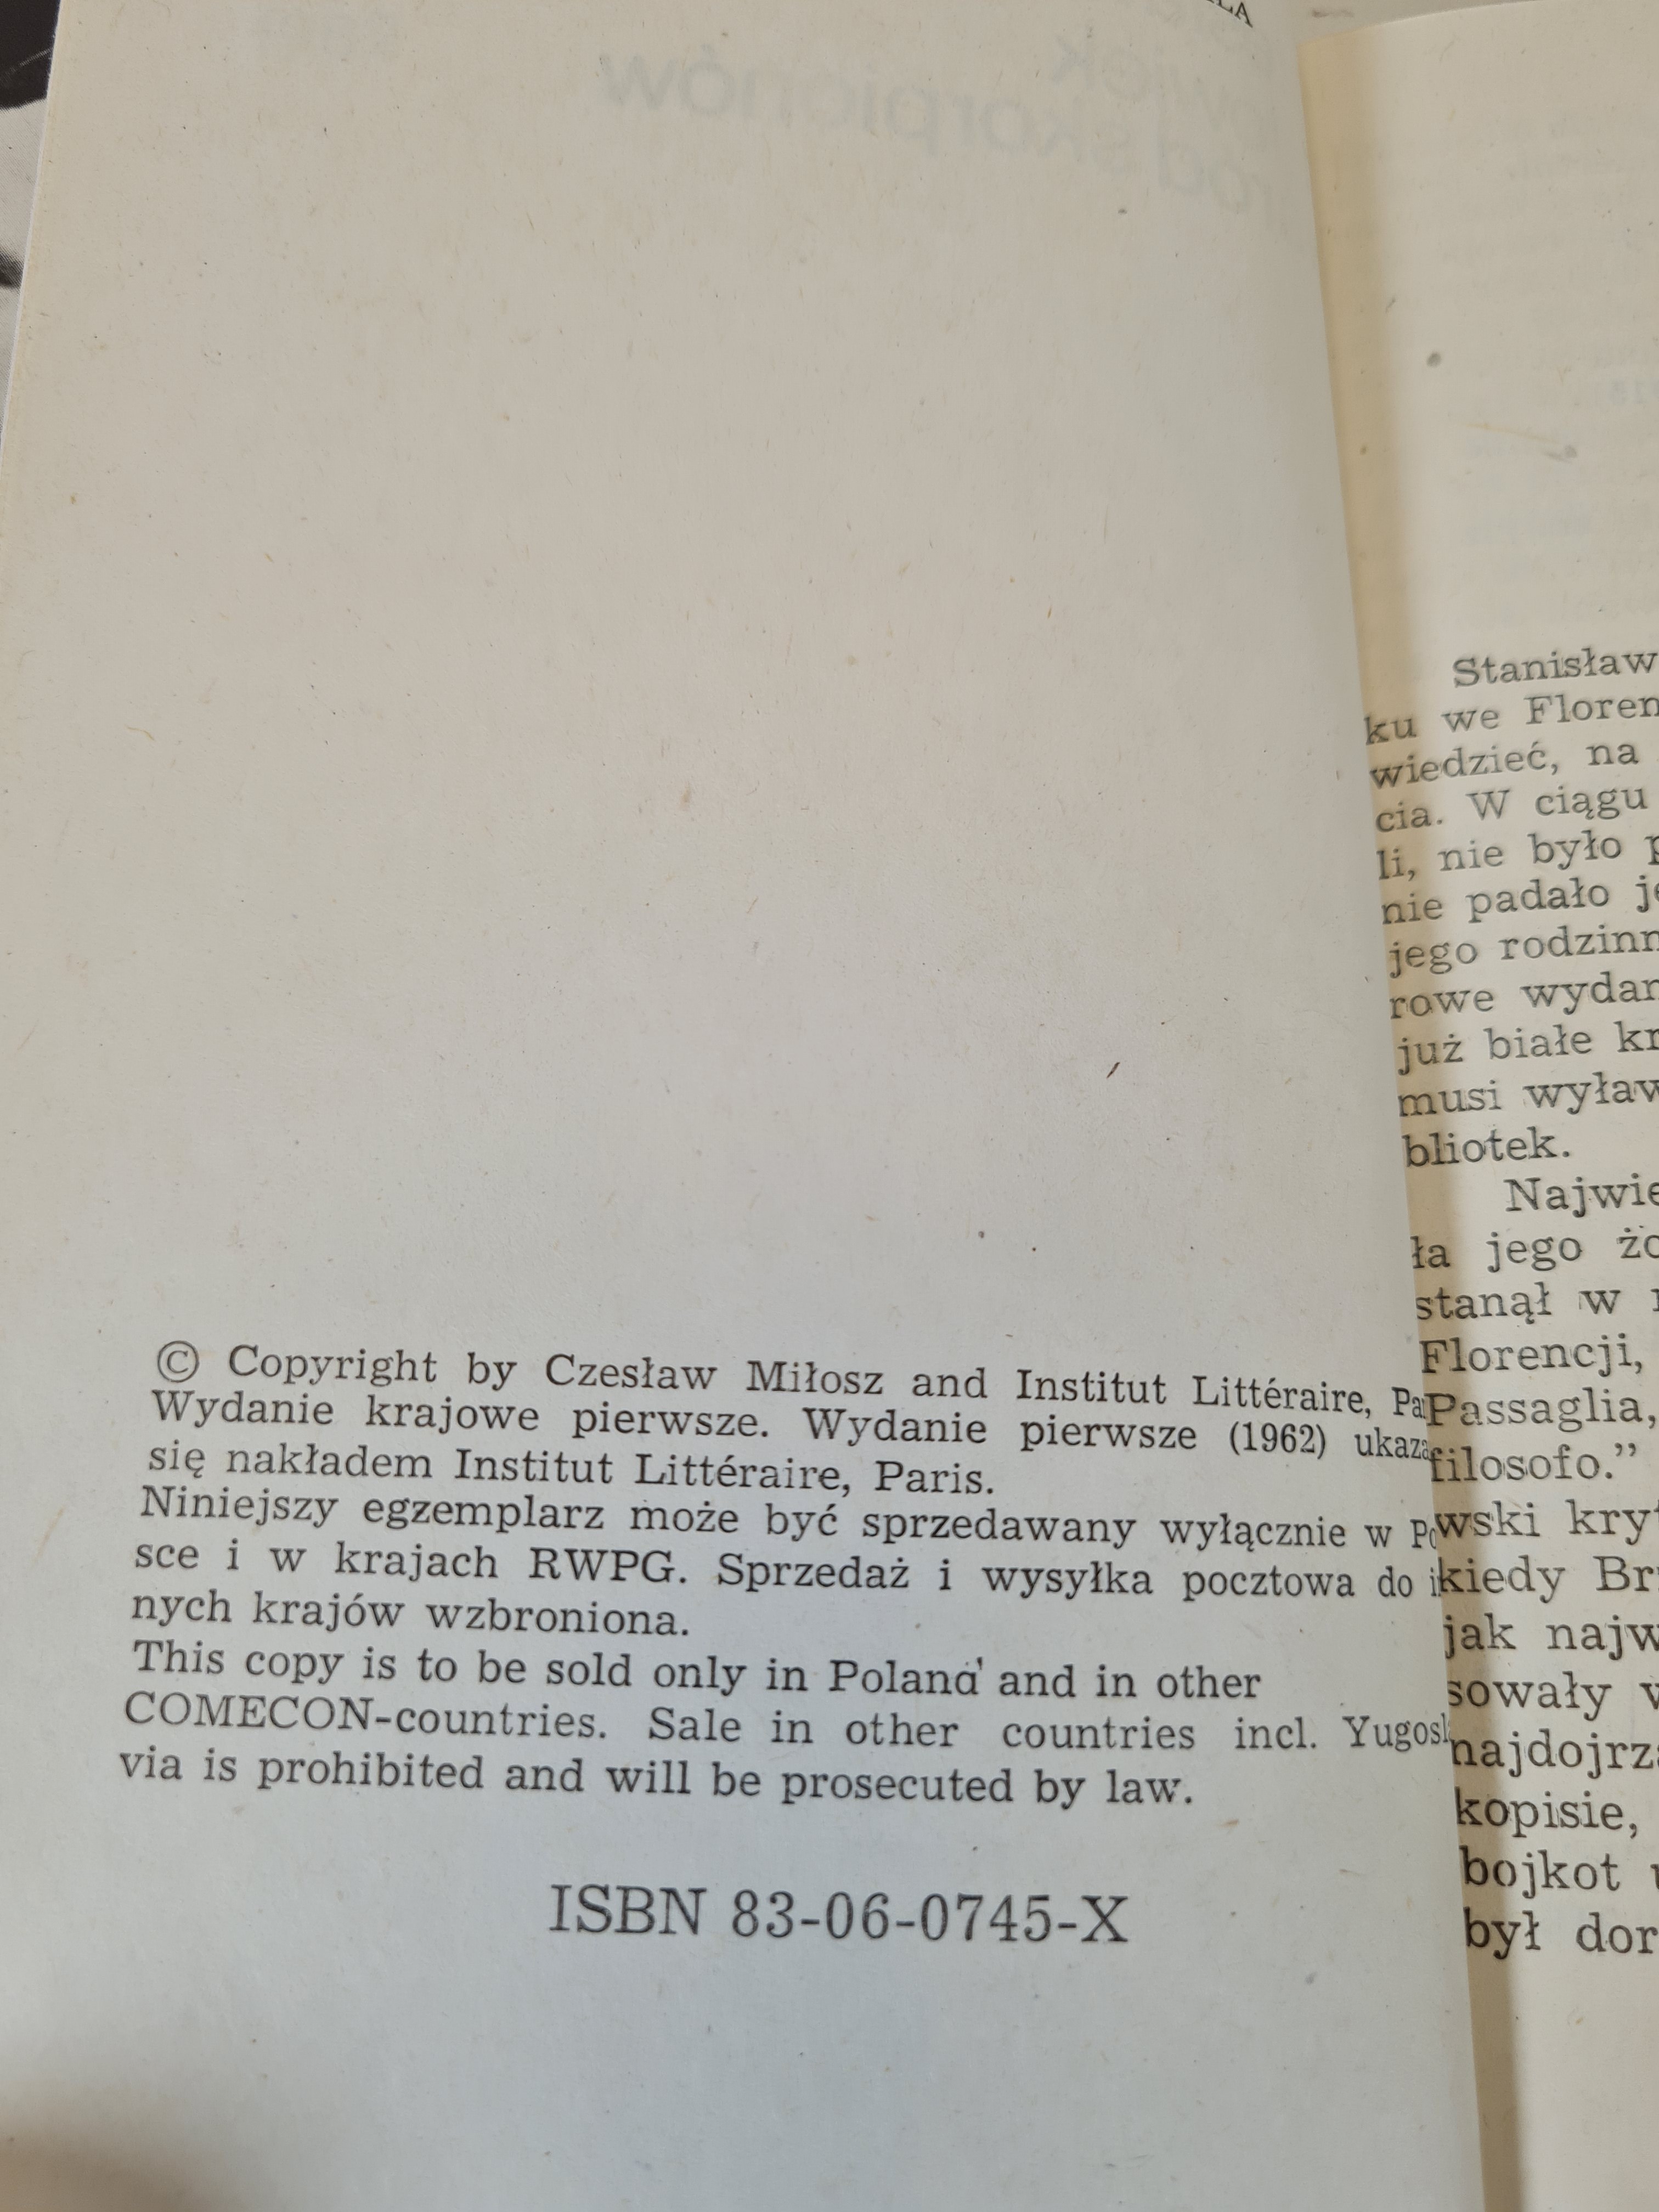 © Copyright by Czesław Miłosz and Institut Littéraire,
Wydanie krajowe pierwsze. Wydanie pierwsze (1962)
się nakładem Institut Littéraire, Paris.
Niniejszy egzemplarz może być sprzedawany wyłącznie w
sce i w krajach RWPG. Sprzedaż i wysyłka pocztowa do
nych krajów wzbroniona.
This copy is to be sold only in Poland and in other
COMECON-countries. Sale in other countries incl.
via is prohibited and will be prosecuted by law.
ISBN 83-06-0745-X
Stanisław
ku we
wiedzieć, na
cia. W ciągu
li, nie było
nie padało
jego
rowe
już białe
musi
bliotek.
ła jego
stanął w
Florencji,
Passaglia,
filosofo.”
wski
kiedy
jak
sowały
kopisie,
bojkot
był